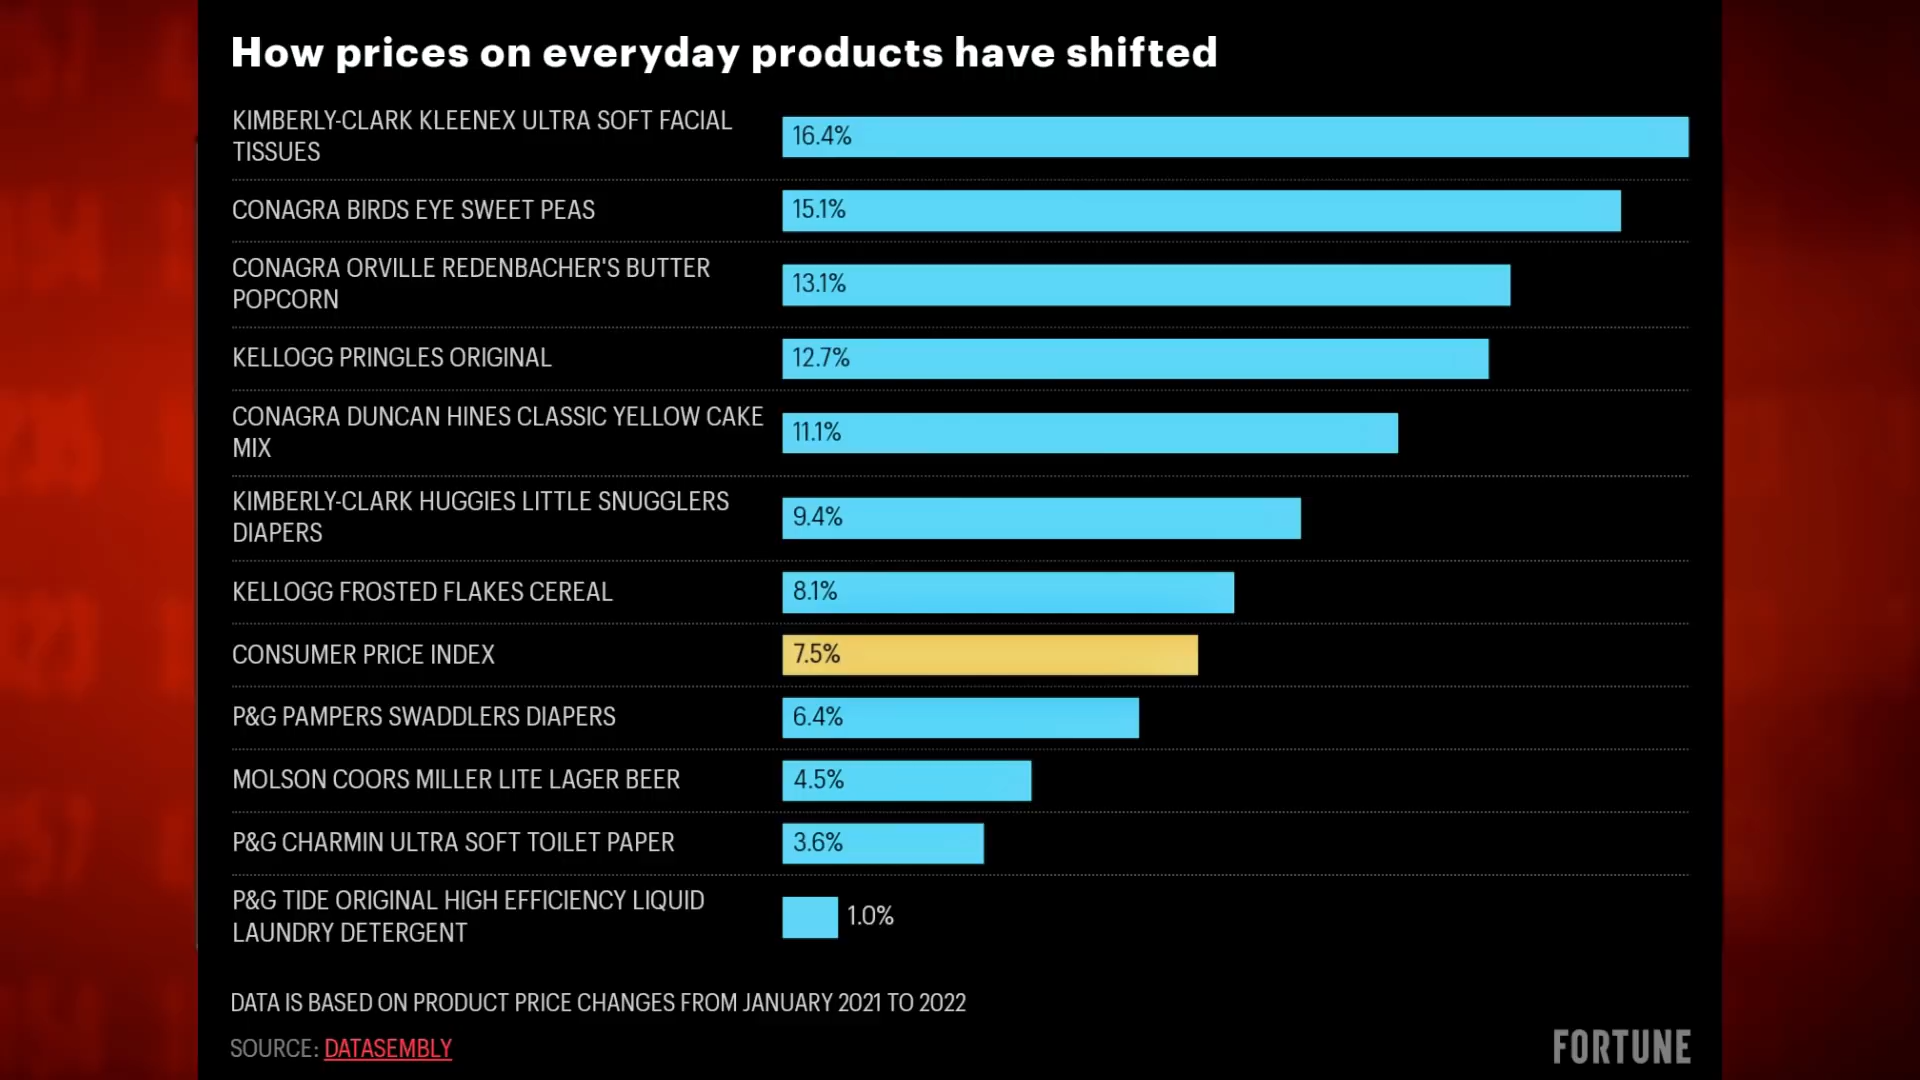 How prices on everyday products have shifted
KIMBERLY-CLARK KLEENEX ULTRA SOFT FACIAL
TISSUES
16.4%
CONAGRA BIRDS EYE SWEET PEAS
15.1%
CONAGRA ORVILLE REDENBACHER'S BUTTER
POPCORN
13.1%
KELLOGG PRINGLES ORIGINAL
12.7%
CONAGRA DUNCAN HINES CLASSIC YELLOW CAKE
MIX
11.1%
KIMBERLY-CLARK HUGGIES LITTLE SNUGGLERS
DIAPERS
9.4%
KELLOGG FROSTED FLAKES CEREAL
8.1%
CONSUMER PRICE INDEX
7.5%
P&G PAMPERS SWADDLERS DIAPERS
6.4%
MOLSON COORS MILLER LITE LAGER BEER
4.5%
P&G CHARMIN ULTRA SOFT TOILET PAPER
3.6%
P&G TIDE ORIGINAL HIGH EFFICIENCY LIQUID
LAUNDRY DETERGENT
1.0%
DATA IS BASED ON PRODUCT PRICE CHANGES FROM JANUARY 2021 TO 2022
SOURCE: DATASEMBLY
FORTUNE